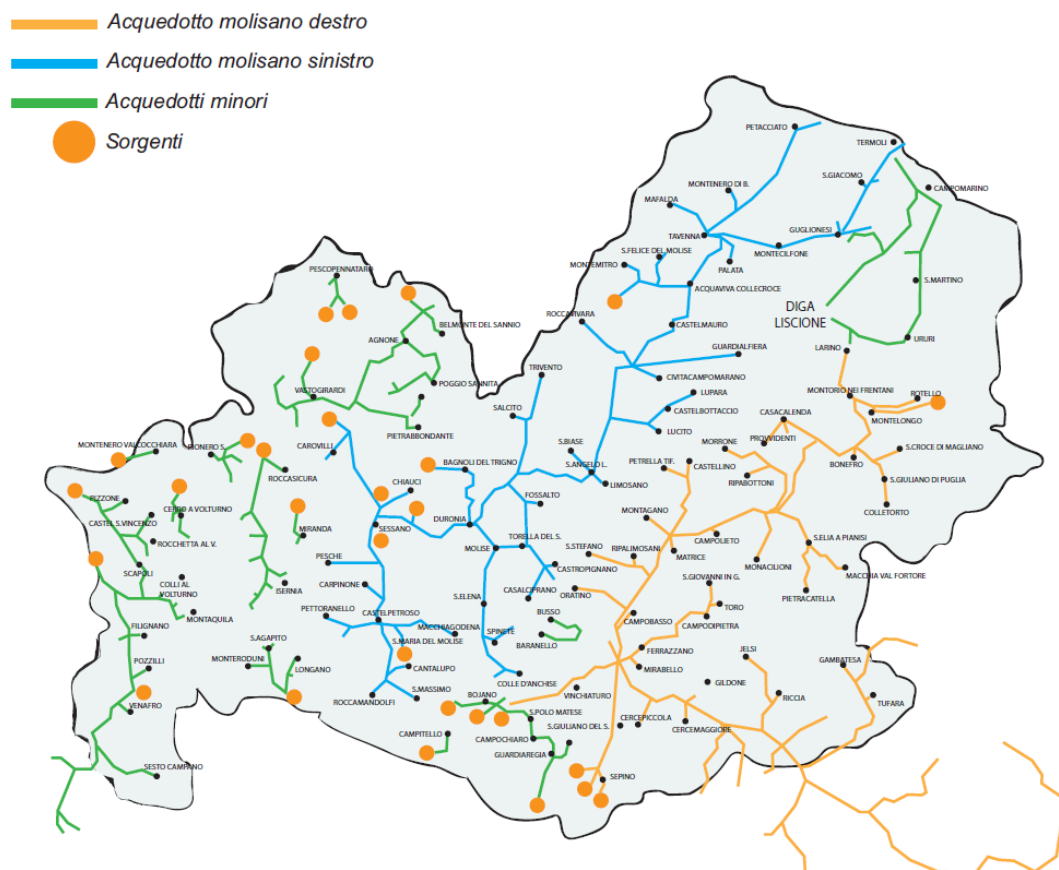 Acquedotto molisano destro
Acquedotto molisano sinistro
Acquedotti minori
Sorgenti
PETACCIATO
TERMOLI
S.GIACOMO
MONTENERO DI B.
CAMPOMARINO
MAFALDA
TAVENNA
GUGLIONESI
S.FELICE DEL MOLISE
MONTECILFONE
MONTEMITRO
PALATA
PESCOPENNATARO
S.MARTINO
ACQUAVIVA COLLECROCE
DIGA
LISCIONE
ROCCAVIVARA
BELMONTE DEL SANNIO
CASTELMAURO
AGNONE
URURI
GUARDIALFIERA
LARINO
TRIVENTO
CIVITACAMPOMARANO
POGGIO SANNITA
VASTOGIRARDI
LUPARA
MONTORIO NEI FRENTANI
ROTELLO
SALCITO
CASTELBOTTACCIO
CASACALENDA
MONTELONGO
LUCITO
PIETRABBONDANTE
PROVVIDENTI
MONTENERO VALCOCCHIARA
RIONERO S.
CAROVILLI
S.BIASE
MORRONE
S.CROCE DI MAGLIANO
BAGNOLI DEL TRIGNO
S.ANGELO L.
PETRELLA TIF.
CASTELLINO
BONEFRO
ROCCASICURA
LIMOSANO
RIPABOTTONI
S.GIULIANO DI PUGLIA
CHIAUCI
PIZZONE
FOSSALTO
COLLETORTO
CERRO A VOLTURNO
CASTEL S.VINCENZO
SESSANO
DURONIA
MONTAGANO
MIRANDA
TORELLA DEL S.
CAMPOLIETO
S.ELIA A PIANISI
ROCCHETTA AL V.
MOLISE
S.STEFANO
RIPALIMOSANI
MATRICE
PESCHE
CASTROPIGNANO
MONACILIONI
SCAPOLI
MACCHIA VAL FORTORE
COLLI AL
VOLTURNO
CARPINONE
CASALCIPRANO
ORATINO
S.GIOVANNI IN G.
ISERNIA
PIETRACATELLA
S.ELENA
PETTORANELLO
CASTELPETROSO
BUSSO
TORO
MONTAQUILA
CAMPOBASSO
CAMPODIPIETRA
FILIGNANO
MACCHIAGODENA
SPINETE
S.AGAPITO
S.MARIA DEL MOLISE
BARANELLO
FERRAZZANO
JELSI
POZZILLI
MONTERODUNI
LONGANO
CANTALUPO
MIRABELLO
GAMBATESA
COLLE D'ANCHISE
GILDONE
ROCCAMANDOLFI
S.MASSIMO
BOJANO
VINCHIATURO
RICCIA
TUFARA
VENAFRO
S.POLO MATESE
S.GIULIANO DEL S.
CERCEPICCOLA
CERCEMAGGIORE
CAMPITELLO
CAMPOCHIARO
GUARDIAREGIA
SESTO CAMPANO
SEPINO